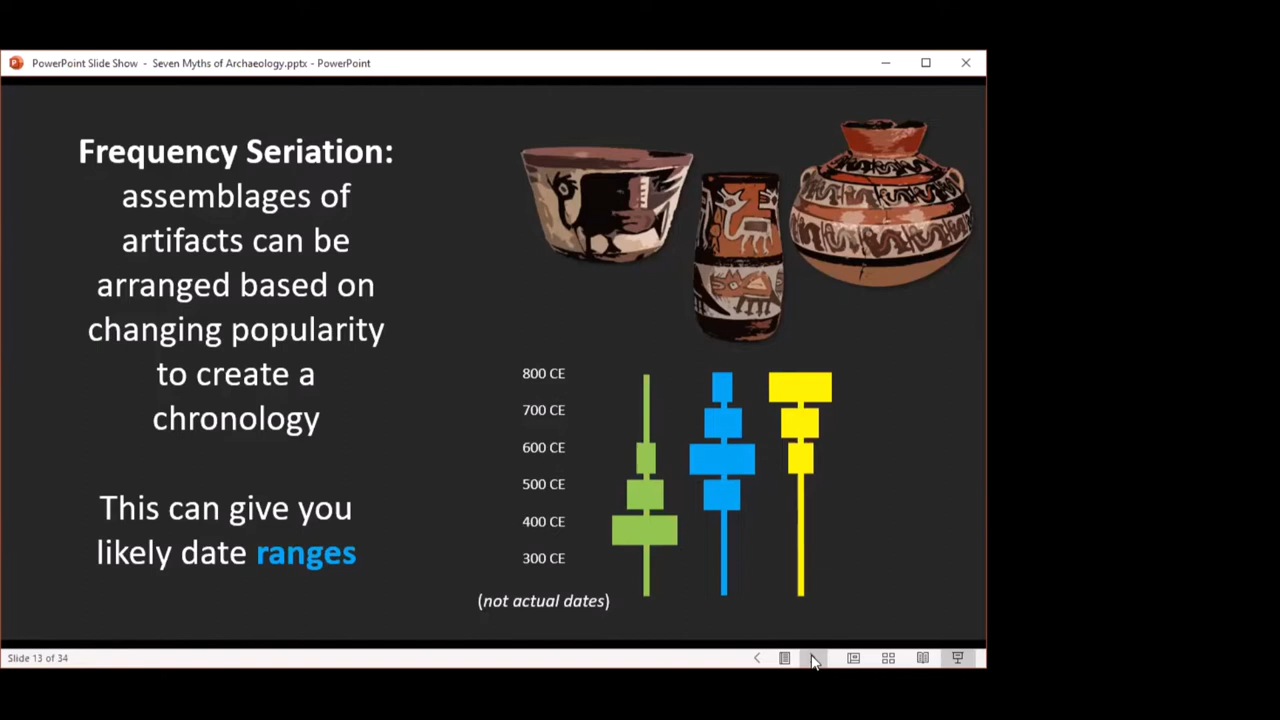 PowerPoint Slide Show - Seven Myths of Archaeology.pptx - PowerPoint
Frequency Seriation:
assemblages of
artifacts can be
arranged based on
changing popularity
to create a
chronology
This can give you
likely date ranges
800 CE
700 CE
600 CE
500 CE
400 CE
300 CE
(not actual dates)
Slide 13 of 34